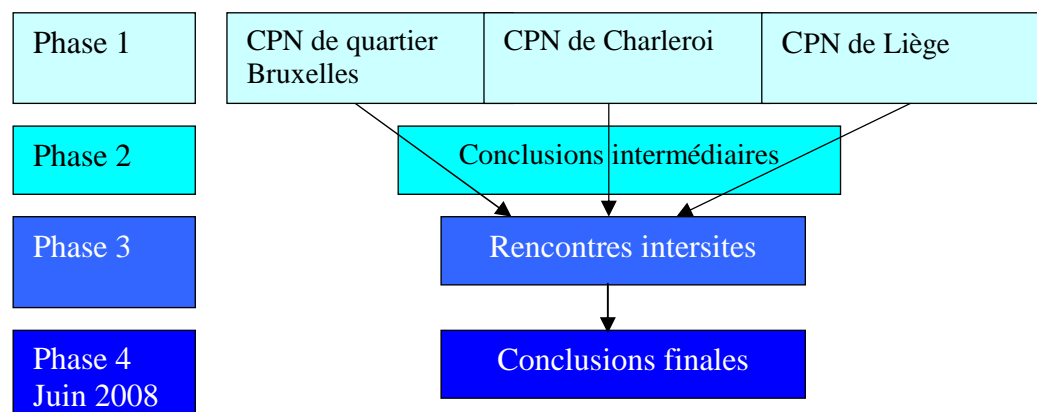 Phase 1
CPN de quartier
Bruxelles
CPN de Charleroi
CPN de Liège
Phase 2
Conclusions intermédiaires
Phase 3
Rencontres intersites
Phase 4
Juin 2008
Conclusions finales